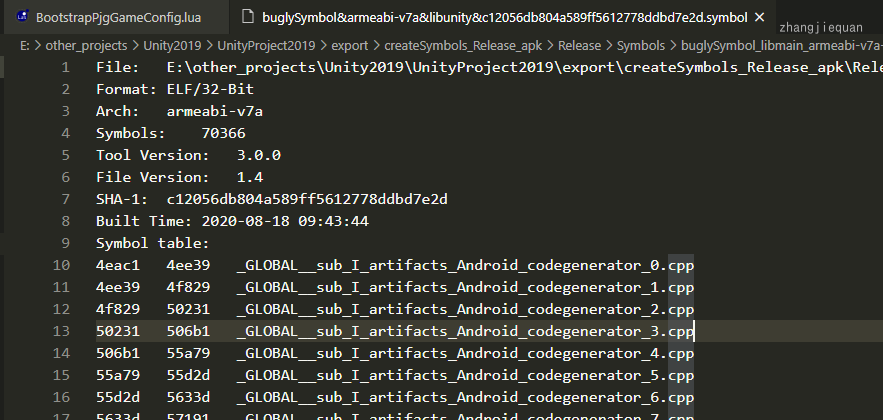 BootstrapPjgGameConfig.lua
buglySymbol&armeabi-v7a&libunity&c12056db804a589ff5612778ddbd7e2d.symbol
zhangjiequan
E: > other_projects > Unity2019 > UnityProject2019 > export > createSymbols_Release_apk > Release > Symbols > buglySymbol_libmain_armeabi-v7a-
1 File: E:\other_projects\Unity2019\UnityProject2019\export\createSymbols_Release_apk\Rele
2 Format: ELF/32-Bit
3 Arch: armeabi-v7a
4 Symbols: 70366
5 Tool Version: 3.0.0
6 File Version: 1.4
7 SHA-1: c12056db804a589ff5612778ddbd7e2d
8 Built Time: 2020-08-18 09:43:44
9 Symbol table:
10 4eac1 4ee39 _GLOBAL__sub_I_artifacts_Android_codegenerator_0.cpp
11 4ee39 4f829 _GLOBAL__sub_I_artifacts_Android_codegenerator_1.cpp
12 4f829 50231 _GLOBAL__sub_I_artifacts_Android_codegenerator_2.cpp
13 50231 506b1 _GLOBAL__sub_I_artifacts_Android_codegenerator_3.cpp
14 506b1 55a79 _GLOBAL__sub_I_artifacts_Android_codegenerator_4.cpp
15 55a79 55d2d _GLOBAL__sub_I_artifacts_Android_codegenerator_5.cpp
16 55d2d 5633d _GLOBAL__sub_I_artifacts_Android_codegenerator_6.cpp
17 5633d 57191 _GLOBAL__sub_I_artifacts_Android_codegenerator_7.cpp